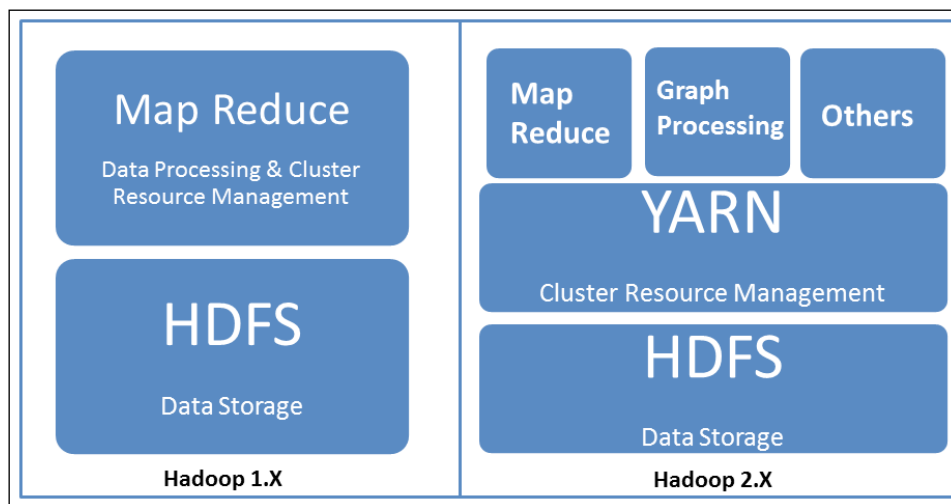 Map Reduce
Data Processing & Cluster
Resource Management
HDFS
Data Storage
Hadoop 1.X
Map
Reduce
Graph
Processing
Others
YARN
Cluster Resource Management
HDFS
Data Storage
Hadoop 2.X